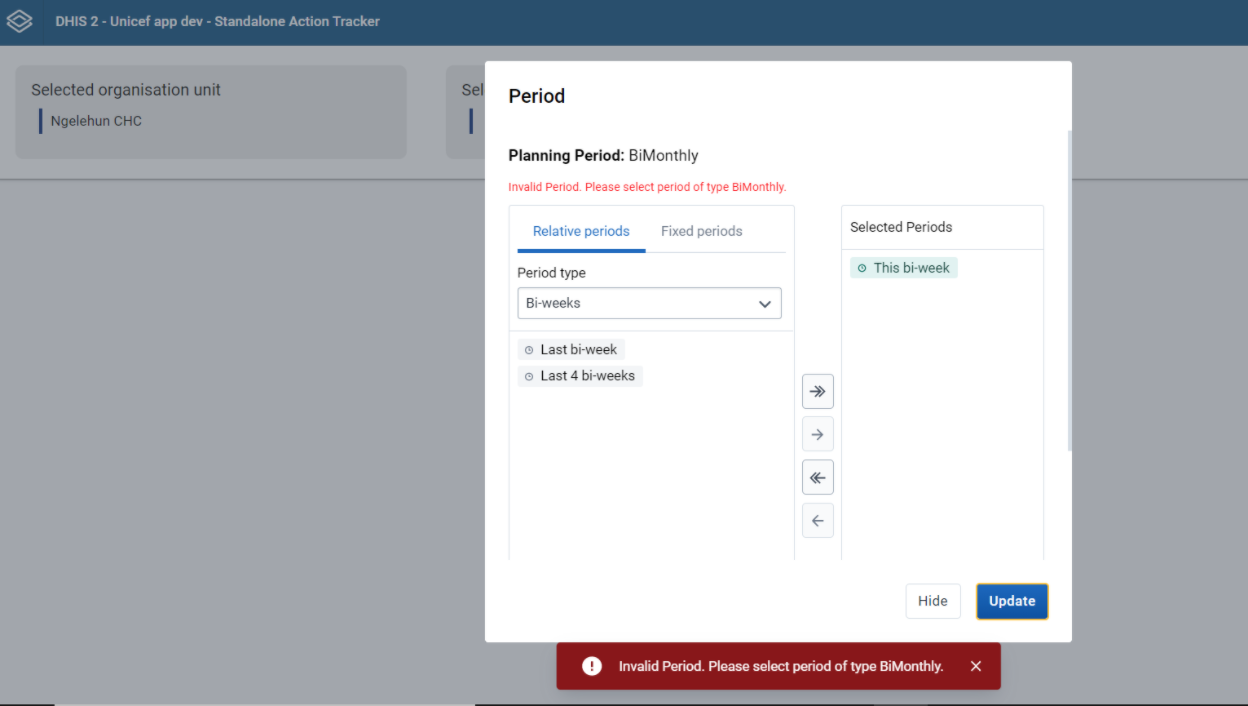 DHIS 2 - Unicef app dev - Standalone Action Tracker
Selected organisation unit
Ngelehun CHC
Sel
Period
Planning Period: BiMonthly
Invalid Period. Please select period of type BiMonthly.
Relative periods
Fixed periods
Period type
Bi-weeks
Last bi-week
Last 4 bi-weeks
Selected Periods
This bi-week
Hide
Update
Invalid Period. Please select period of type BiMonthly.